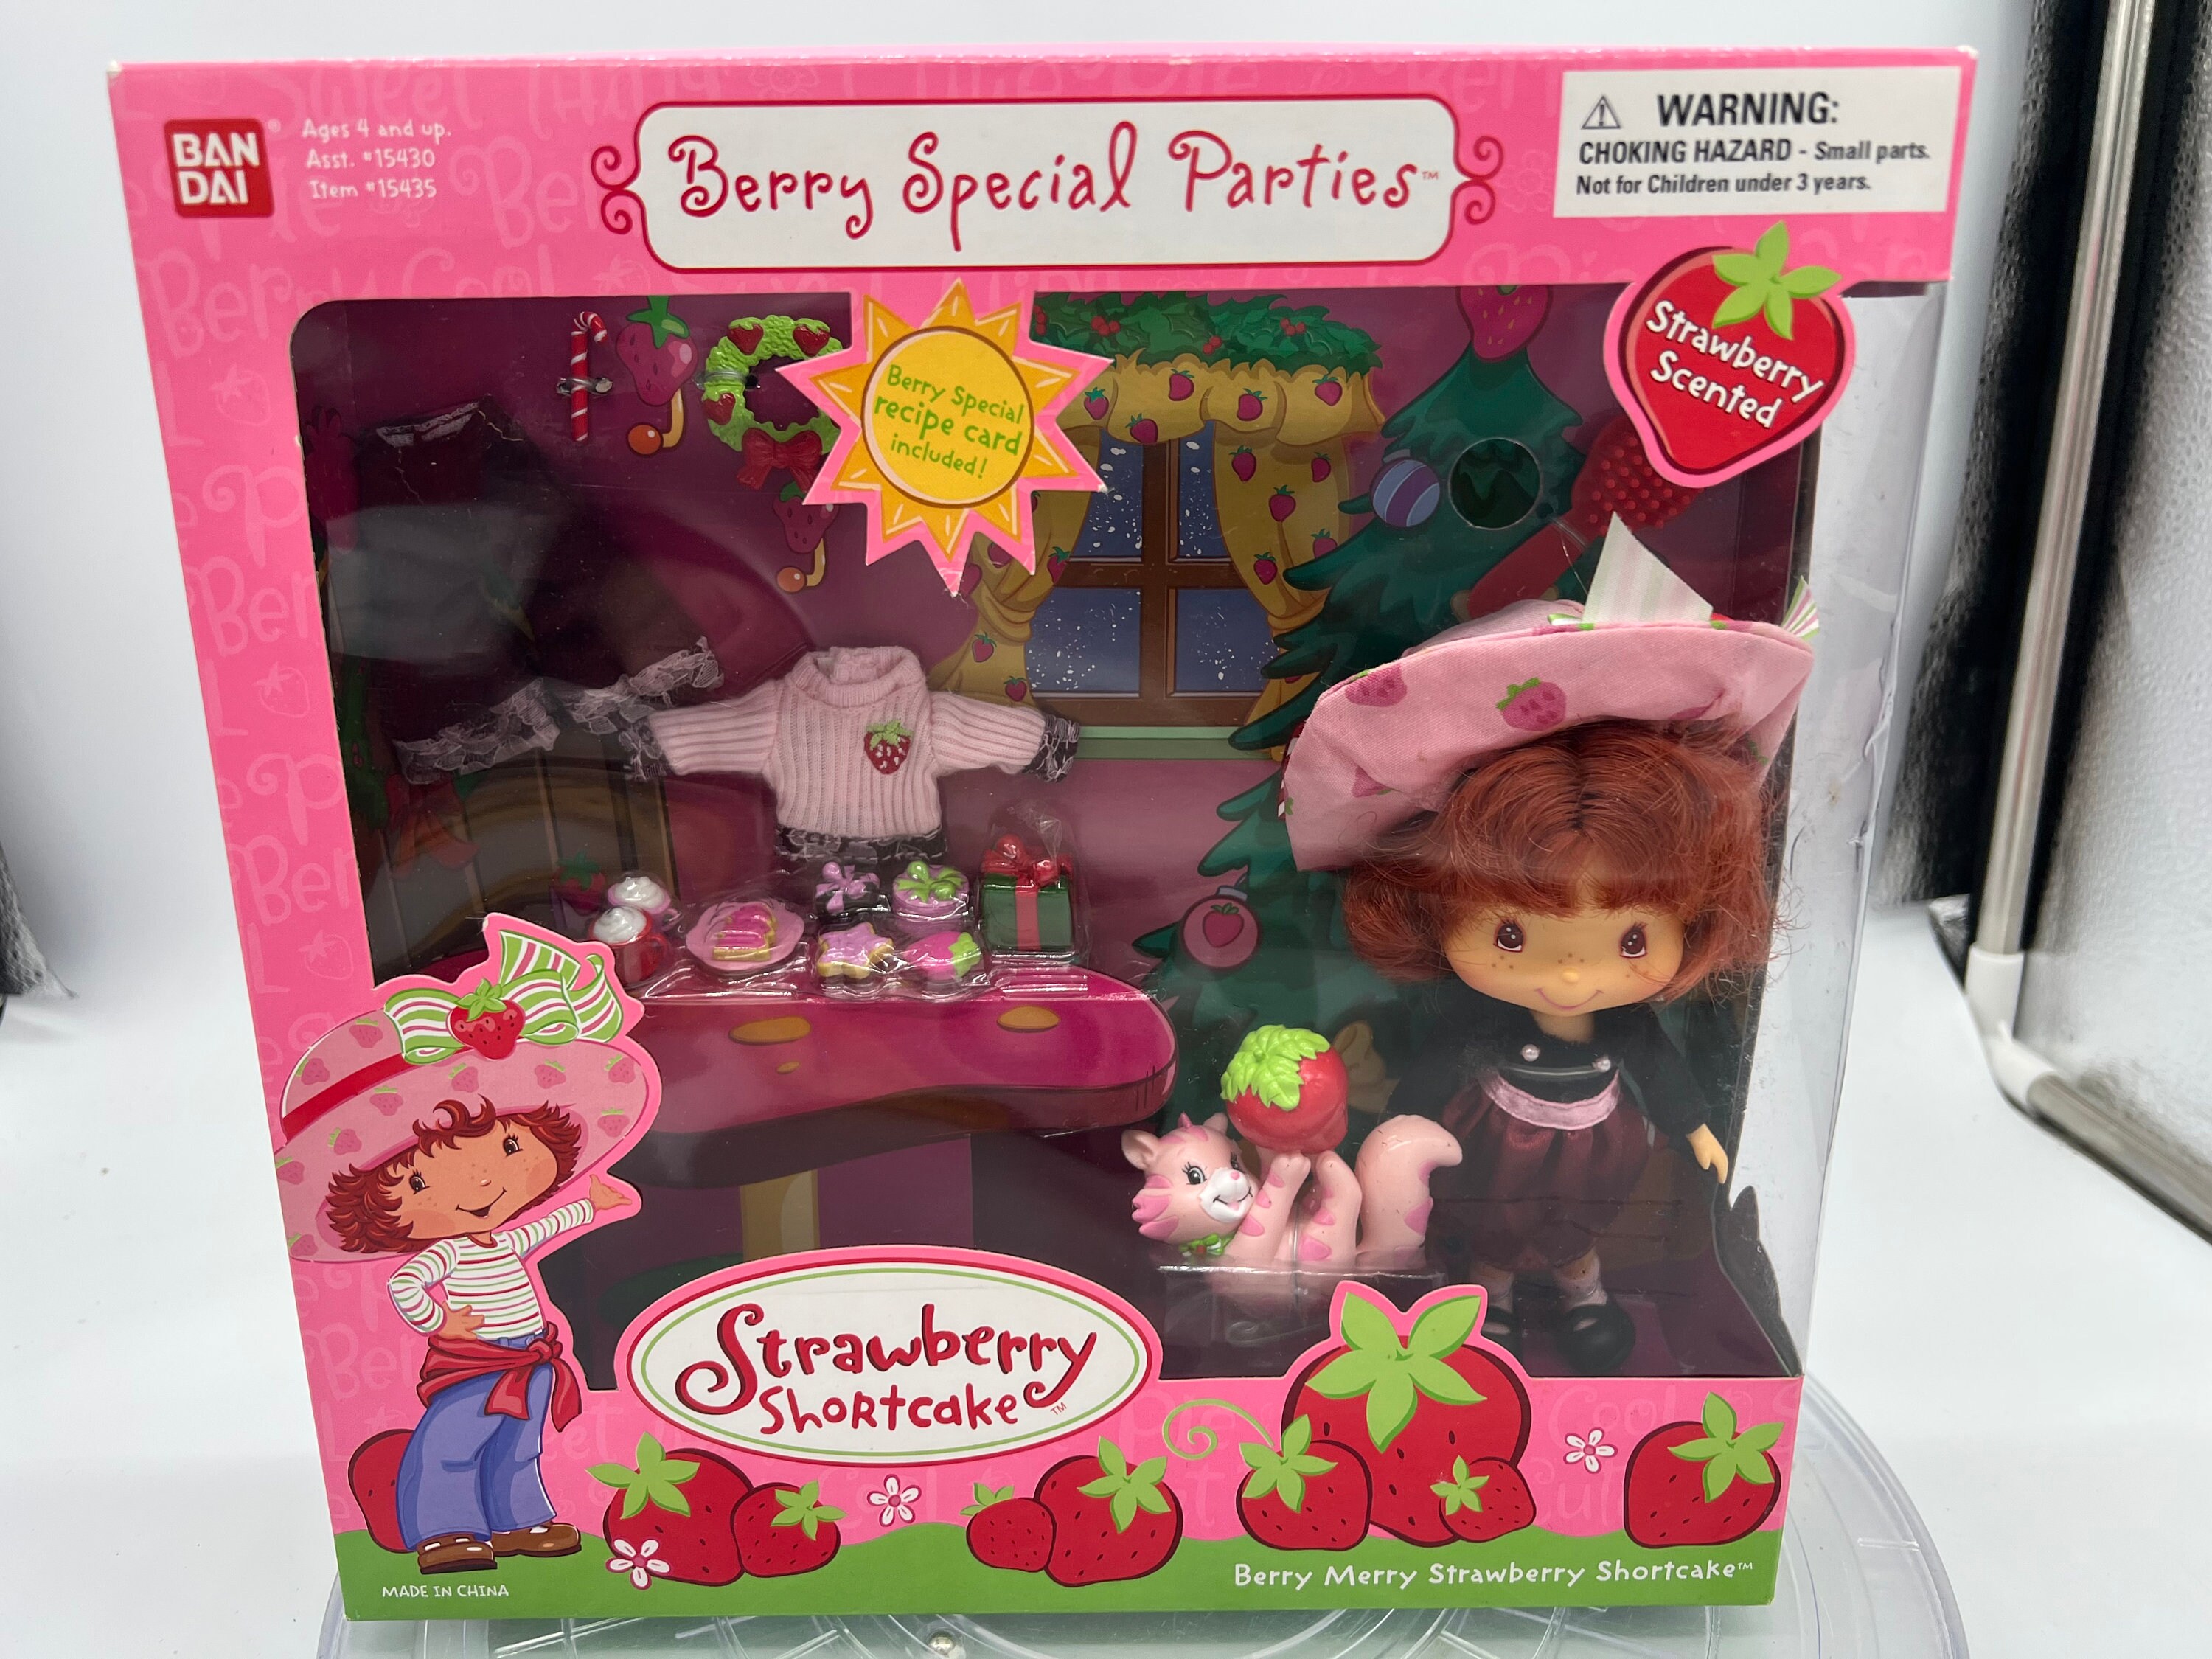 BAN
DAI®
Ages 4 and up.
Asst. #15430
Item #15435
Berry Special Parties™
WARNING:
CHOKING HAZARD - Small parts.
Not for Children under 3 years.
Strawberry
Scented
Berry Special
recipe card
included!
Strawberry
Shortcake™
MADE IN CHINA
Berry Merry Strawberry Shortcake™